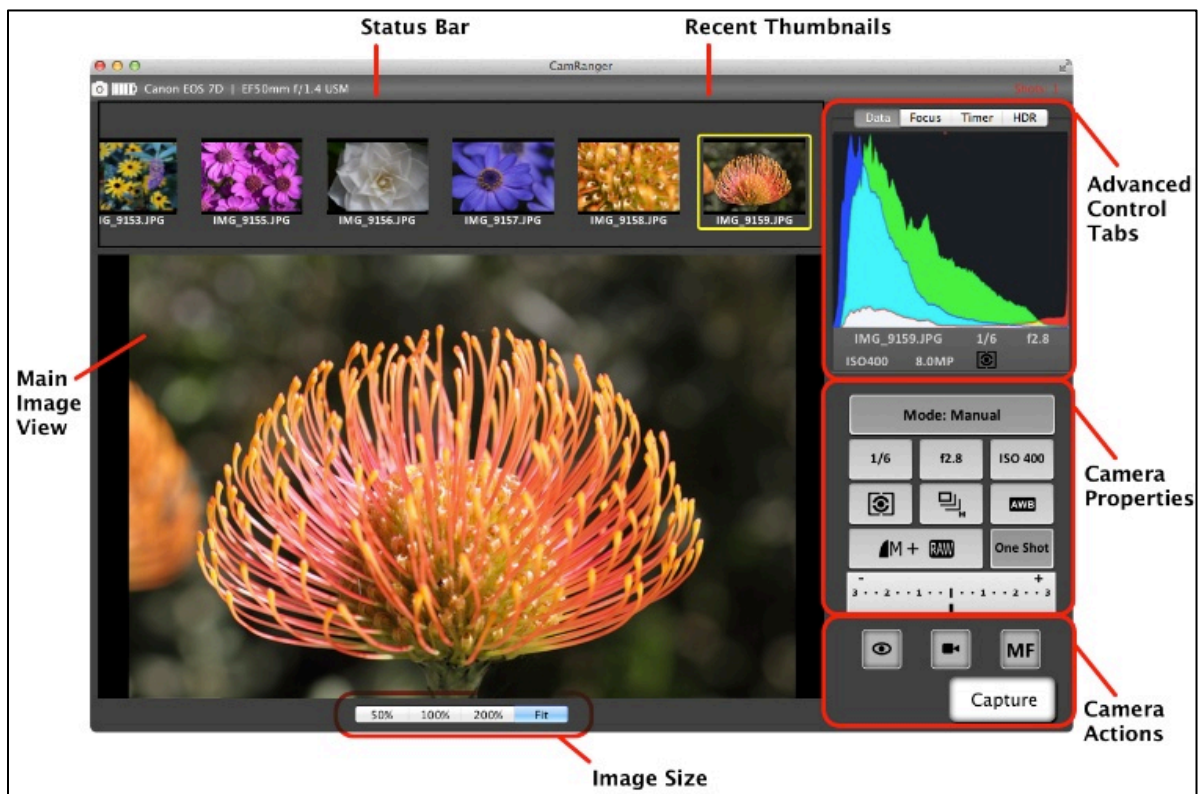 Status Bar
Recent Thumbnails
CamRanger
Canon EOS 7D | EF50mm f/1.4 USM
IG_9153.JPG
IMG_9155.JPG
IMG_9156.JPG
IMG_9157.JPG
IMG_9158.JPG
IMG_9159.JPG
Data Focus Timer HDR
IMG_9159.JPG 1/6 f2.8
ISO400 8.0MP
Advanced
Control
Tabs
Main
Image
View
Mode: Manual
1/6 f2.8 ISO 400
H
AWB
M + RAW One Shot
- +
3 · · 2 · · 1 · · | · · 1 · · 2 · · 3
Camera
Properties
MF
Capture
Camera
Actions
50% 100% 200% Fit
Image Size